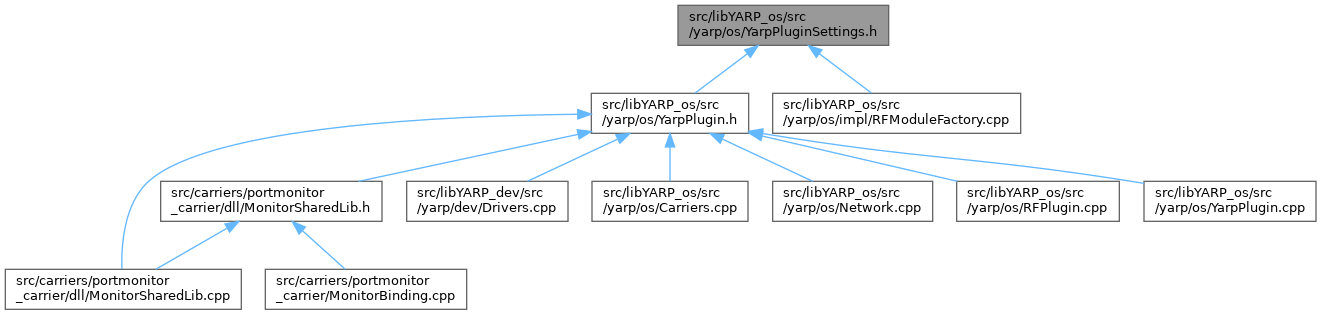 src/libYARP_os/src
/yarp/os/YarpPluginSettings.h
src/libYARP_os/src
/yarp/os/YarpPlugin.h
src/libYARP_os/src
/yarp/os/impl/RFModuleFactory.cpp
src/carriers/portmonitor
_carrier/dll/MonitorSharedLib.h
src/libYARP_dev/src
/yarp/dev/Drivers.cpp
src/libYARP_os/src
/yarp/os/Carriers.cpp
src/libYARP_os/src
/yarp/os/Network.cpp
src/libYARP_os/src
/yarp/os/RFPlugin.cpp
src/libYARP_os/src
/yarp/os/YarpPlugin.cpp
src/carriers/portmonitor
_carrier/dll/MonitorSharedLib.cpp
src/carriers/portmonitor
_carrier/MonitorBinding.cpp